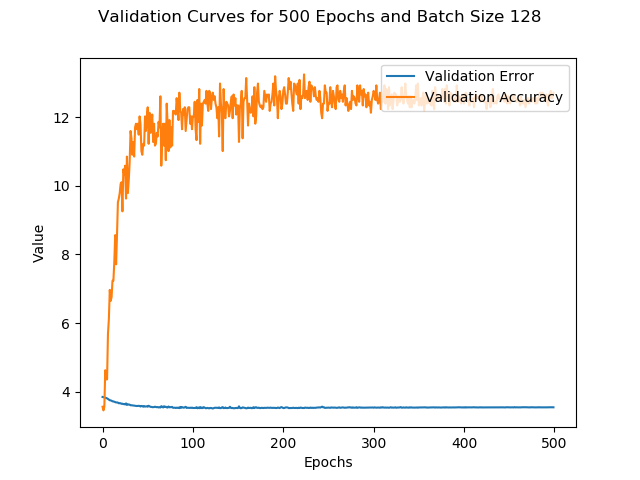 Validation Curves for 500 Epochs and Batch Size 128
Validation Error
Validation Accuracy
12
10
8
6
4
Value
0
100
200
300
400
500
Epochs